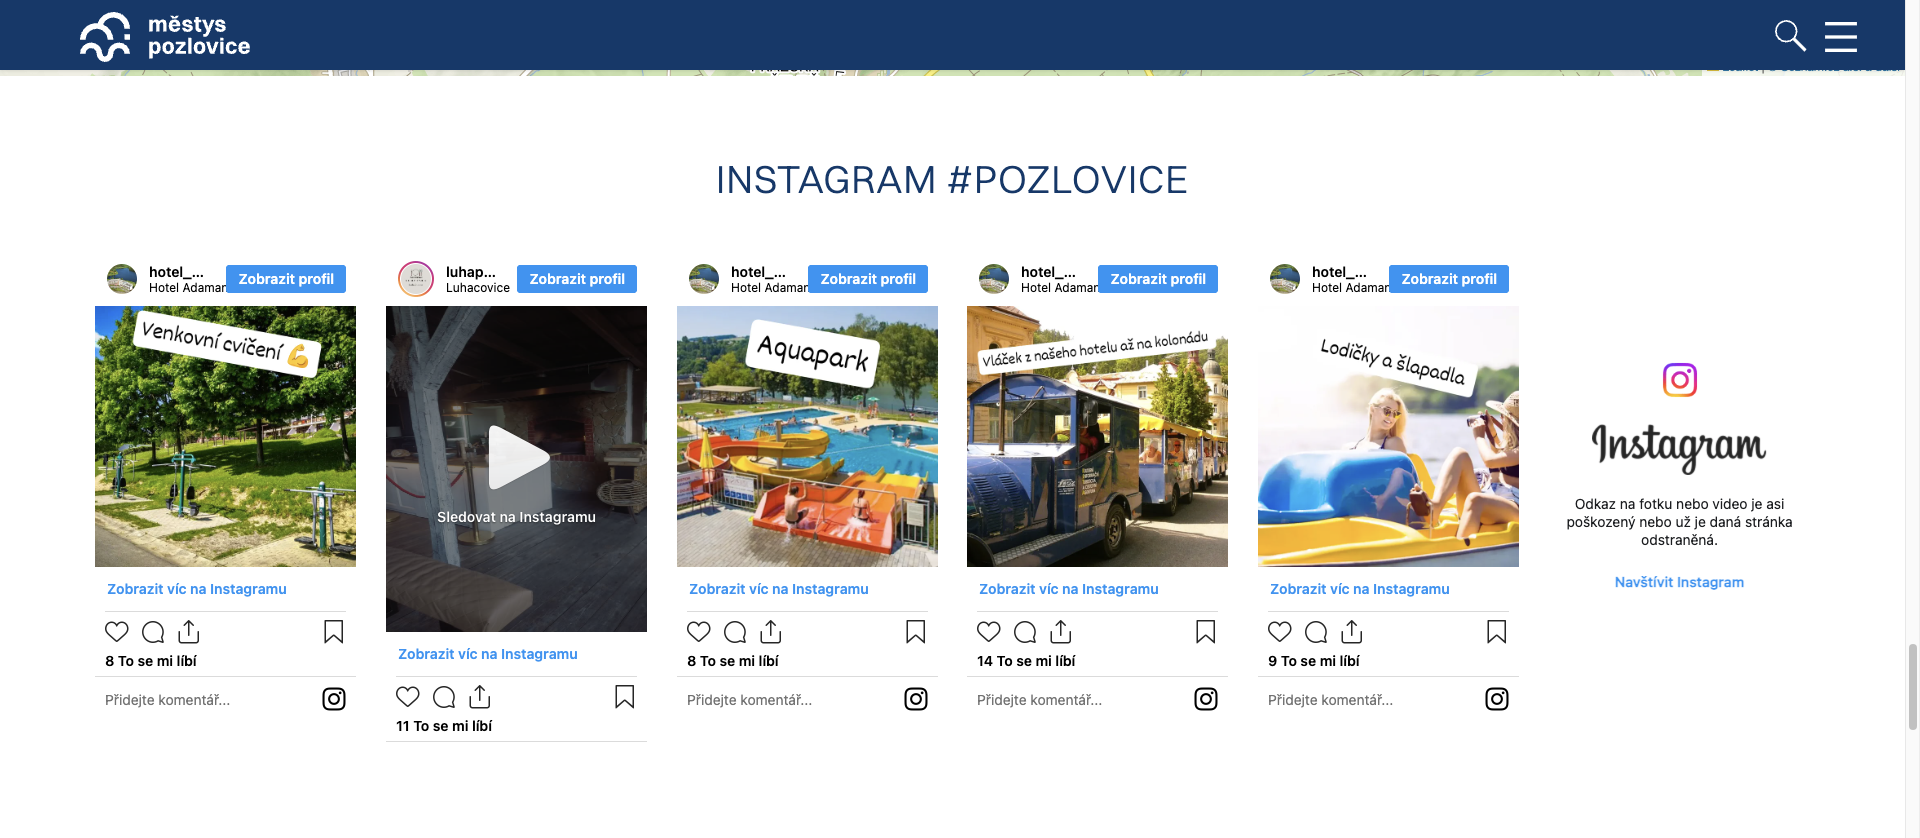 městys
pozlovice
INSTAGRAM #POZLOVICE
hotel_...
Hotel Adaman
Zobrazit profil
Venkovní cvičení 💪
Zobrazit víc na Instagramu
8 To se mi líbí
Přidejte komentář...
luhap...
Luhacovice
Zobrazit profil
Sledovat na Instagramu
Zobrazit víc na Instagramu
11 To se mi líbí
hotel_...
Hotel Adaman
Zobrazit profil
Aquapark
Zobrazit víc na Instagramu
8 To se mi líbí
Přidejte komentář...
hotel_...
Hotel Adaman
Zobrazit profil
Vláček z našeho hotelu až na kolonádu
Zobrazit víc na Instagramu
14 To se mi líbí
Přidejte komentář...
hotel_...
Hotel Adaman
Zobrazit profil
Lodičky a šlapadla
Zobrazit víc na Instagramu
9 To se mi líbí
Přidejte komentář...
Instagram
Odkaz na fotku nebo video je asi
poškozený nebo už je daná stránka
odstraněná.
Navštívit Instagram